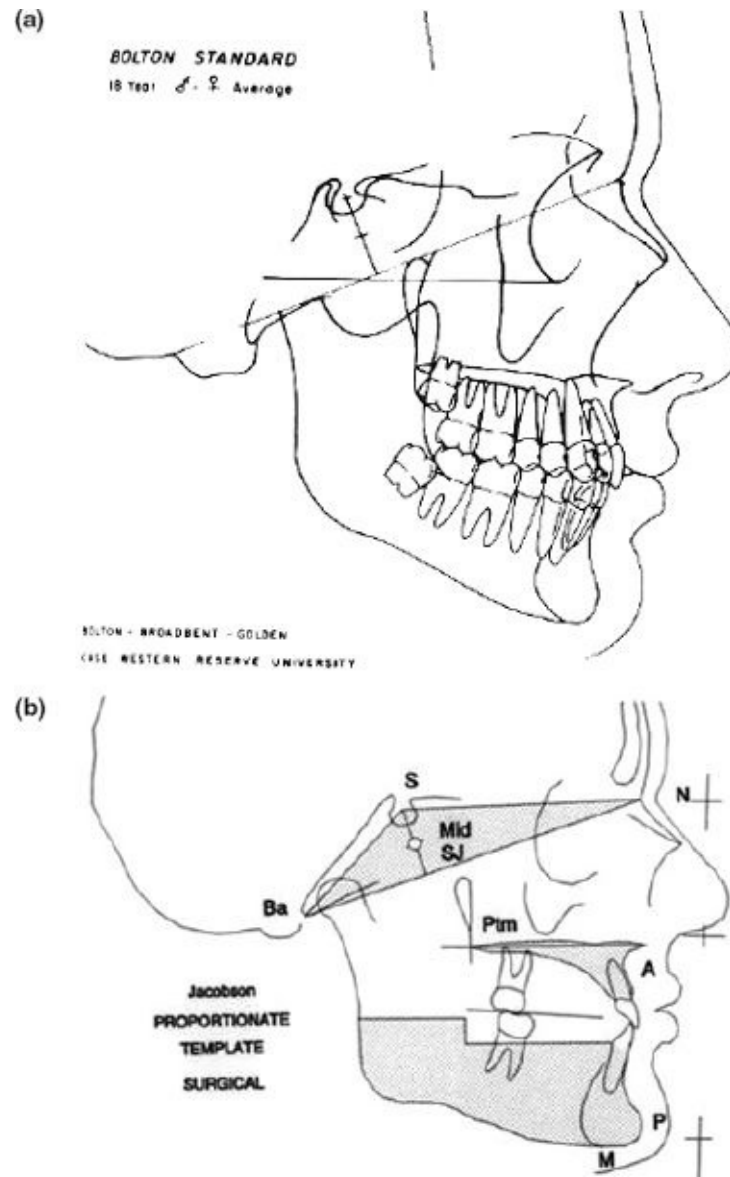 (a)
BOLTON STANDARD
18 Year ♂ - ♀ Average
BOLTON - BROADBENT - GOLDEN
CASE WESTERN RESERVE UNIVERSITY
(b)
S
N
Mid
SJ
Ba
Ptm
A
Jacobson
PROPORTIONATE
TEMPLATE
SURGICAL
P
M